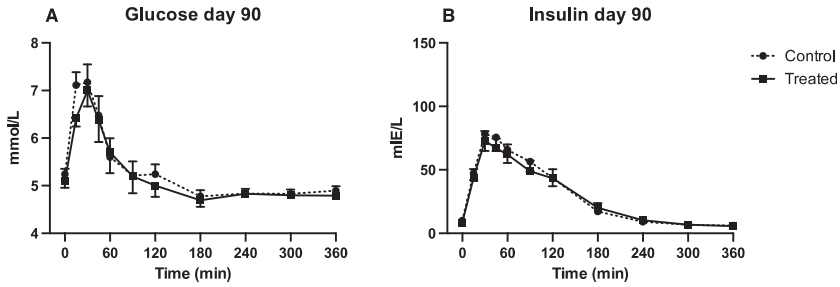 A Glucose day 90
8
7
6
5
4
mmol/L
0 60 120 180 240 300 360
Time (min)
B Insulin day 90
150
100
50
0
mIE/L
0 60 120 180 240 300 360
Time (min)
Control
Treated